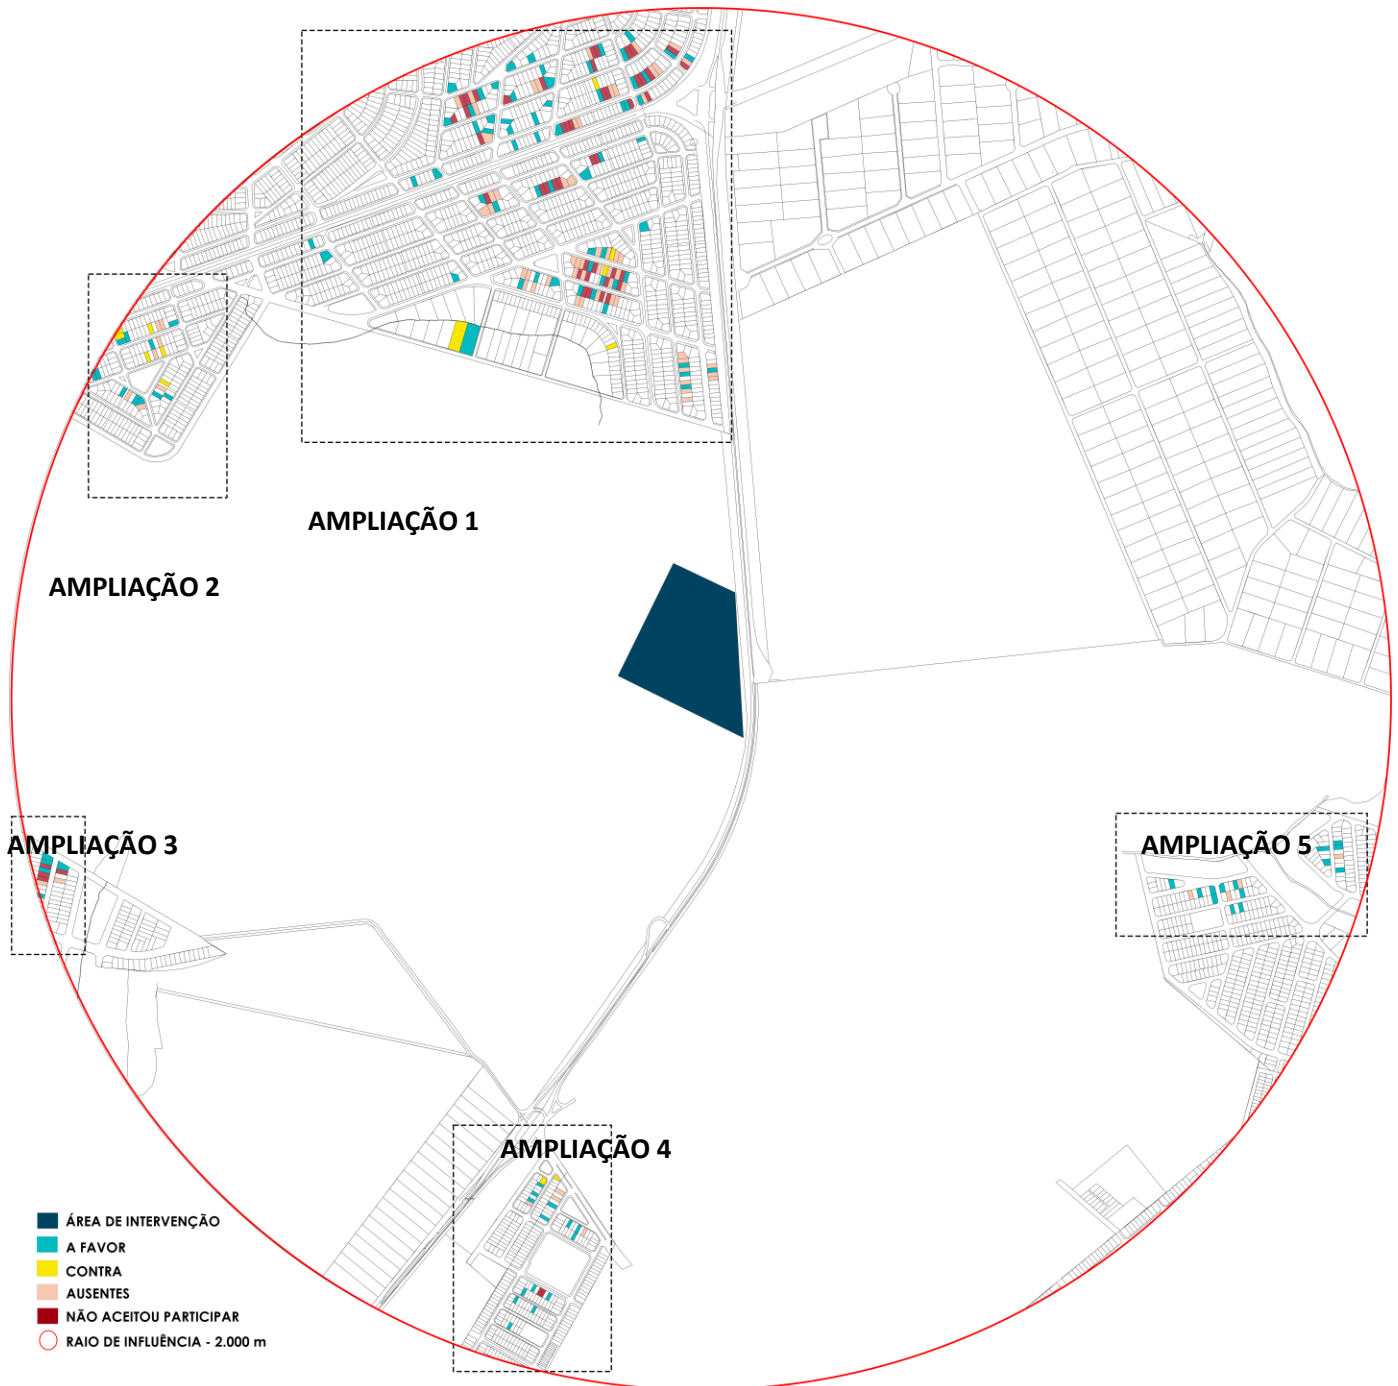 AMPLIAÇÃO 1
AMPLIAÇÃO 2
AMPLIAÇÃO 3
AMPLIAÇÃO 5
AMPLIAÇÃO 4
ÁREA DE INTERVENÇÃO
A FAVOR
CONTRA
AUSENTES
NÃO ACEITOU PARTICIPAR
RAIO DE INFLUÊNCIA - 2.000 m